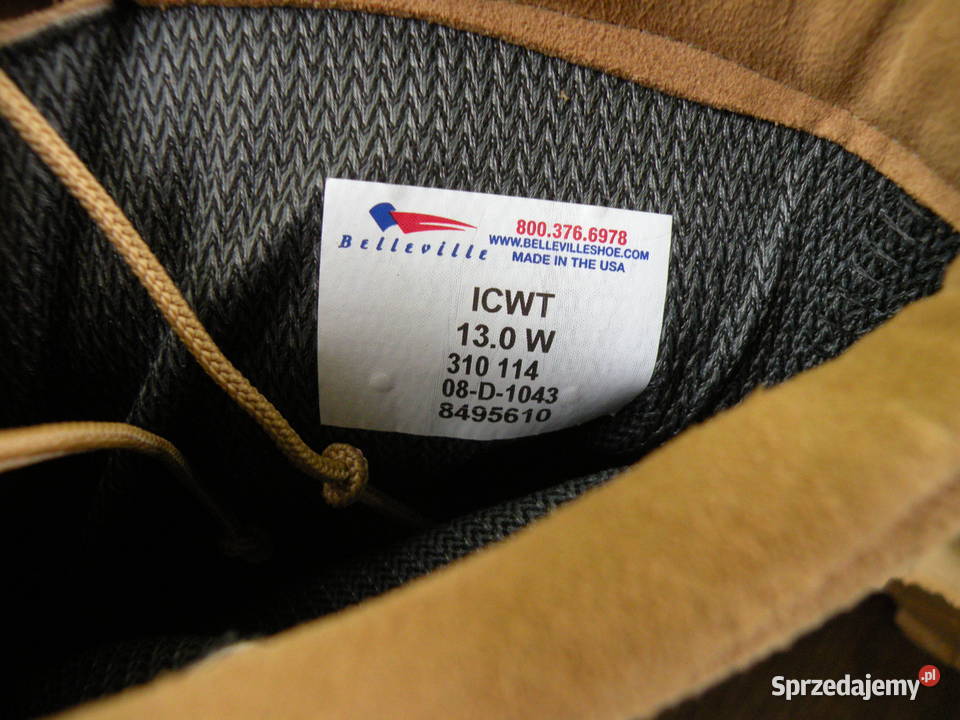 Belleville
800.376.6978
WWW.BELLEVILLESHOE.COM
MADE IN THE USA
ICWT
13.0 W
310 114
08-D-1043
8495610
Sprzedajemy.pl